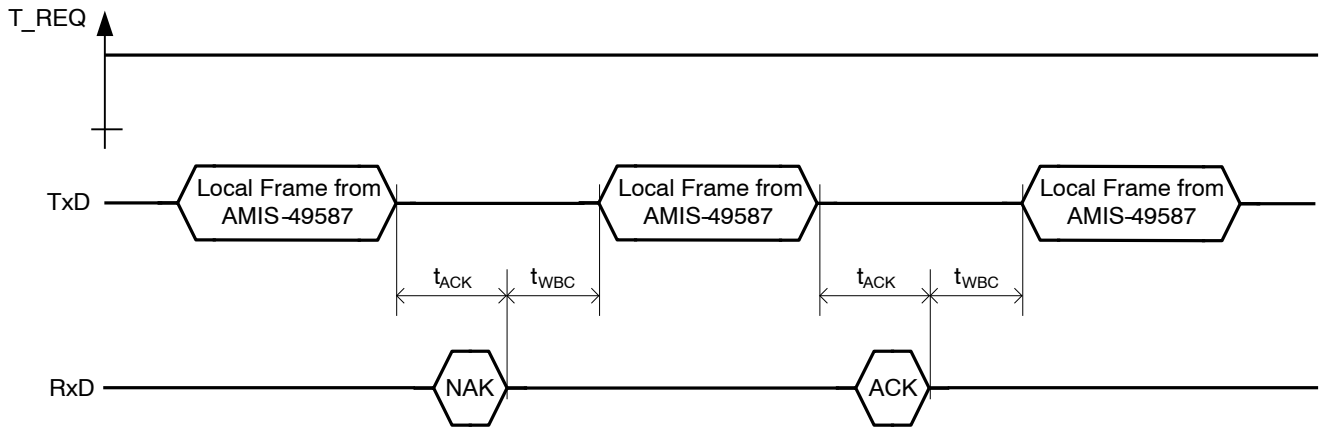 T_REQ
TxD
Local Frame from
AMIS-49587
Local Frame from
AMIS-49587
Local Frame from
AMIS-49587
tACK
tWBC
tACK
tWBC
RxD
NAK
ACK